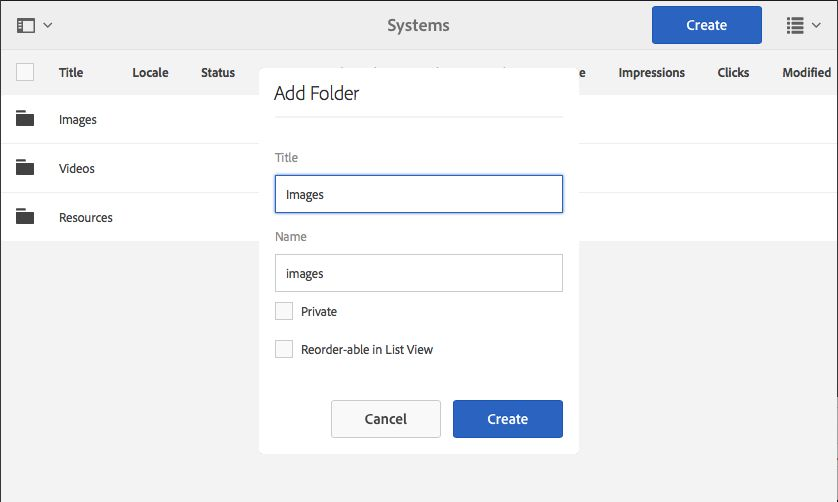 Systems
Create
Title Locale Status Impressions Clicks Modified
Add Folder
Images
Title
Images
Videos
Resources
Name
images
Private
Reorder-able in List View
Cancel Create